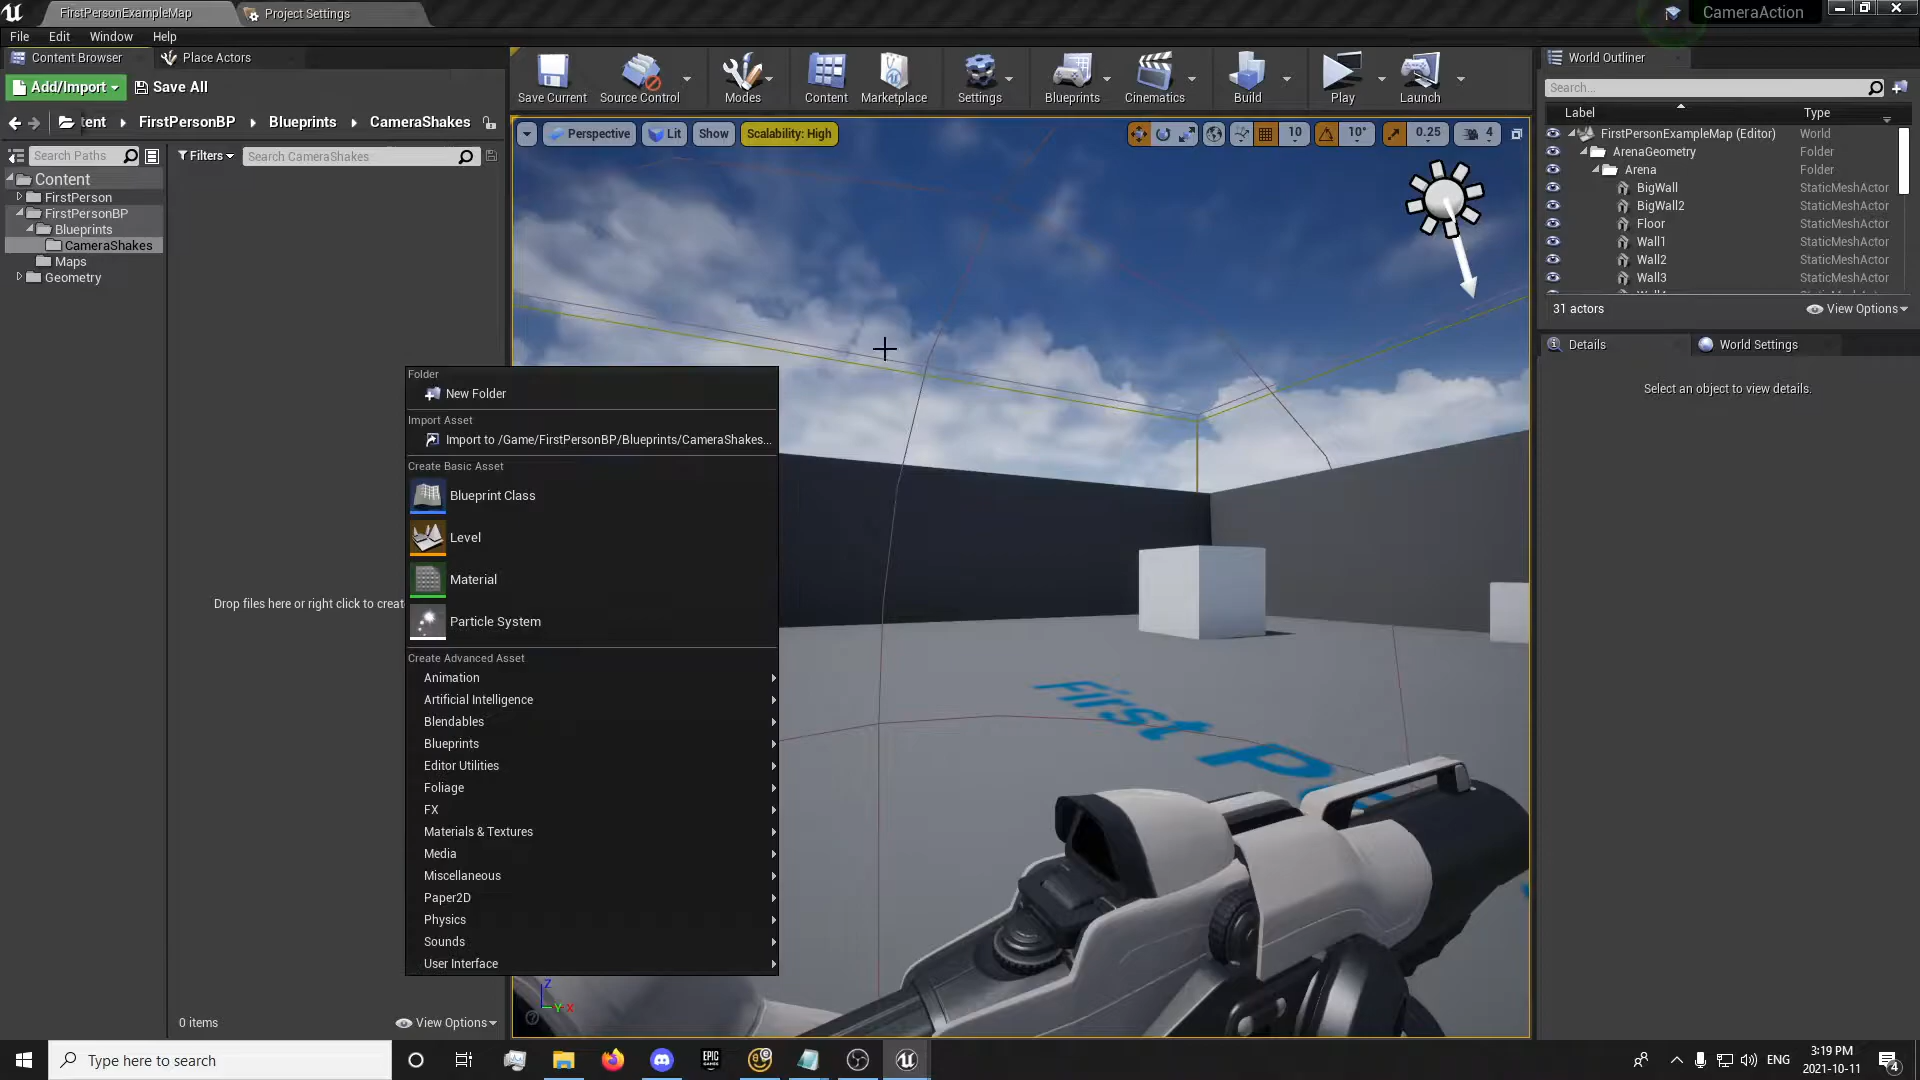 FirstPersonExampleMap
Project Settings
CameraAction
File Edit Window Help
Content Browser
Place Actors
Add/Import
Save All
Save Current
Source Control
Modes
Content
Marketplace
Settings
Blueprints
Cinematics
Build
Play
Launch
World Outliner
Search...
Label
Type
ent FirstPersonBP Blueprints CameraShakes
Search Paths
Filters
Search CameraShakes
Content
FirstPerson
FirstPersonBP
Blueprints
CameraShakes
Maps
Geometry
Perspective
Lit
Show
Scalability: High
10
10°
0.25
4
FirstPersonExampleMap (Editor) World
ArenaGeometry Folder
Arena Folder
BigWall StaticMeshActor
BigWall2 StaticMeshActor
Floor StaticMeshActor
Wall1 StaticMeshActor
Wall2 StaticMeshActor
Wall3 StaticMeshActor
31 actors
View Options
Details
World Settings
Select an object to view details.
Folder
New Folder
Import Asset
Import to /Game/FirstPersonBP/Blueprints/CameraShakes...
Create Basic Asset
Blueprint Class
Level
Material
Particle System
Create Advanced Asset
Animation
Artificial Intelligence
Blendables
Blueprints
Editor Utilities
Foliage
FX
Materials & Textures
Media
Miscellaneous
Paper2D
Physics
Sounds
User Interface
Drop files here or right click to creat
First P
Z
Y X
0 items
View Options
Type here to search
EPIC
GAMES
ENG
3:19 PM
2021-10-11
4